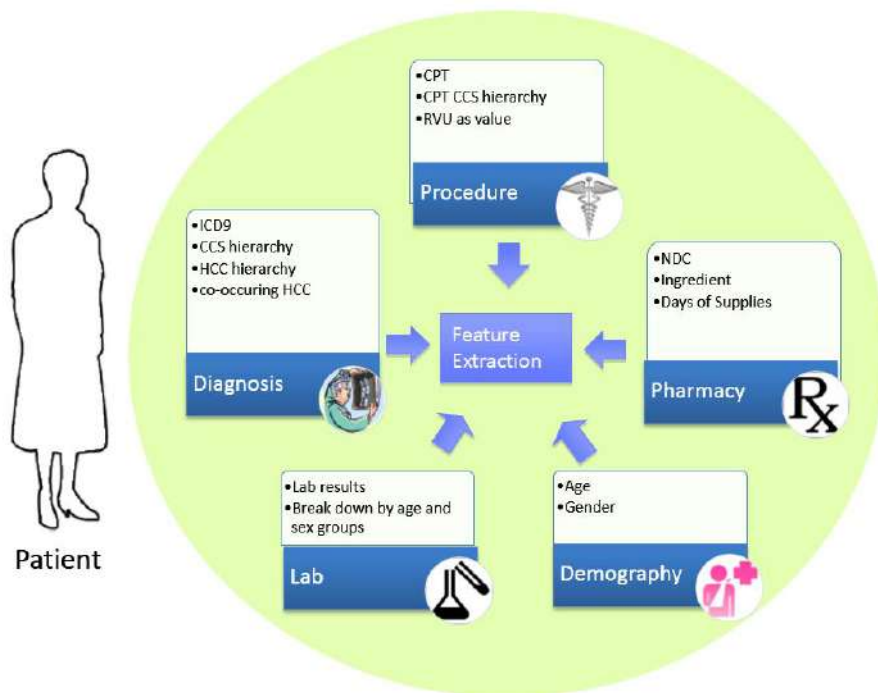 •CPT
•CPT CCS hierarchy
•RVU as value
Procedure
•ICD9
•CCS hierarchy
•HCC hierarchy
•co-occuring HCC
Diagnosis
Feature
Extraction
•NDC
•Ingredient
•Days of Supplies
Pharmacy
Rx
•Lab results
•Break down by age and
sex groups
Lab
•Age
•Gender
Demography
Patient